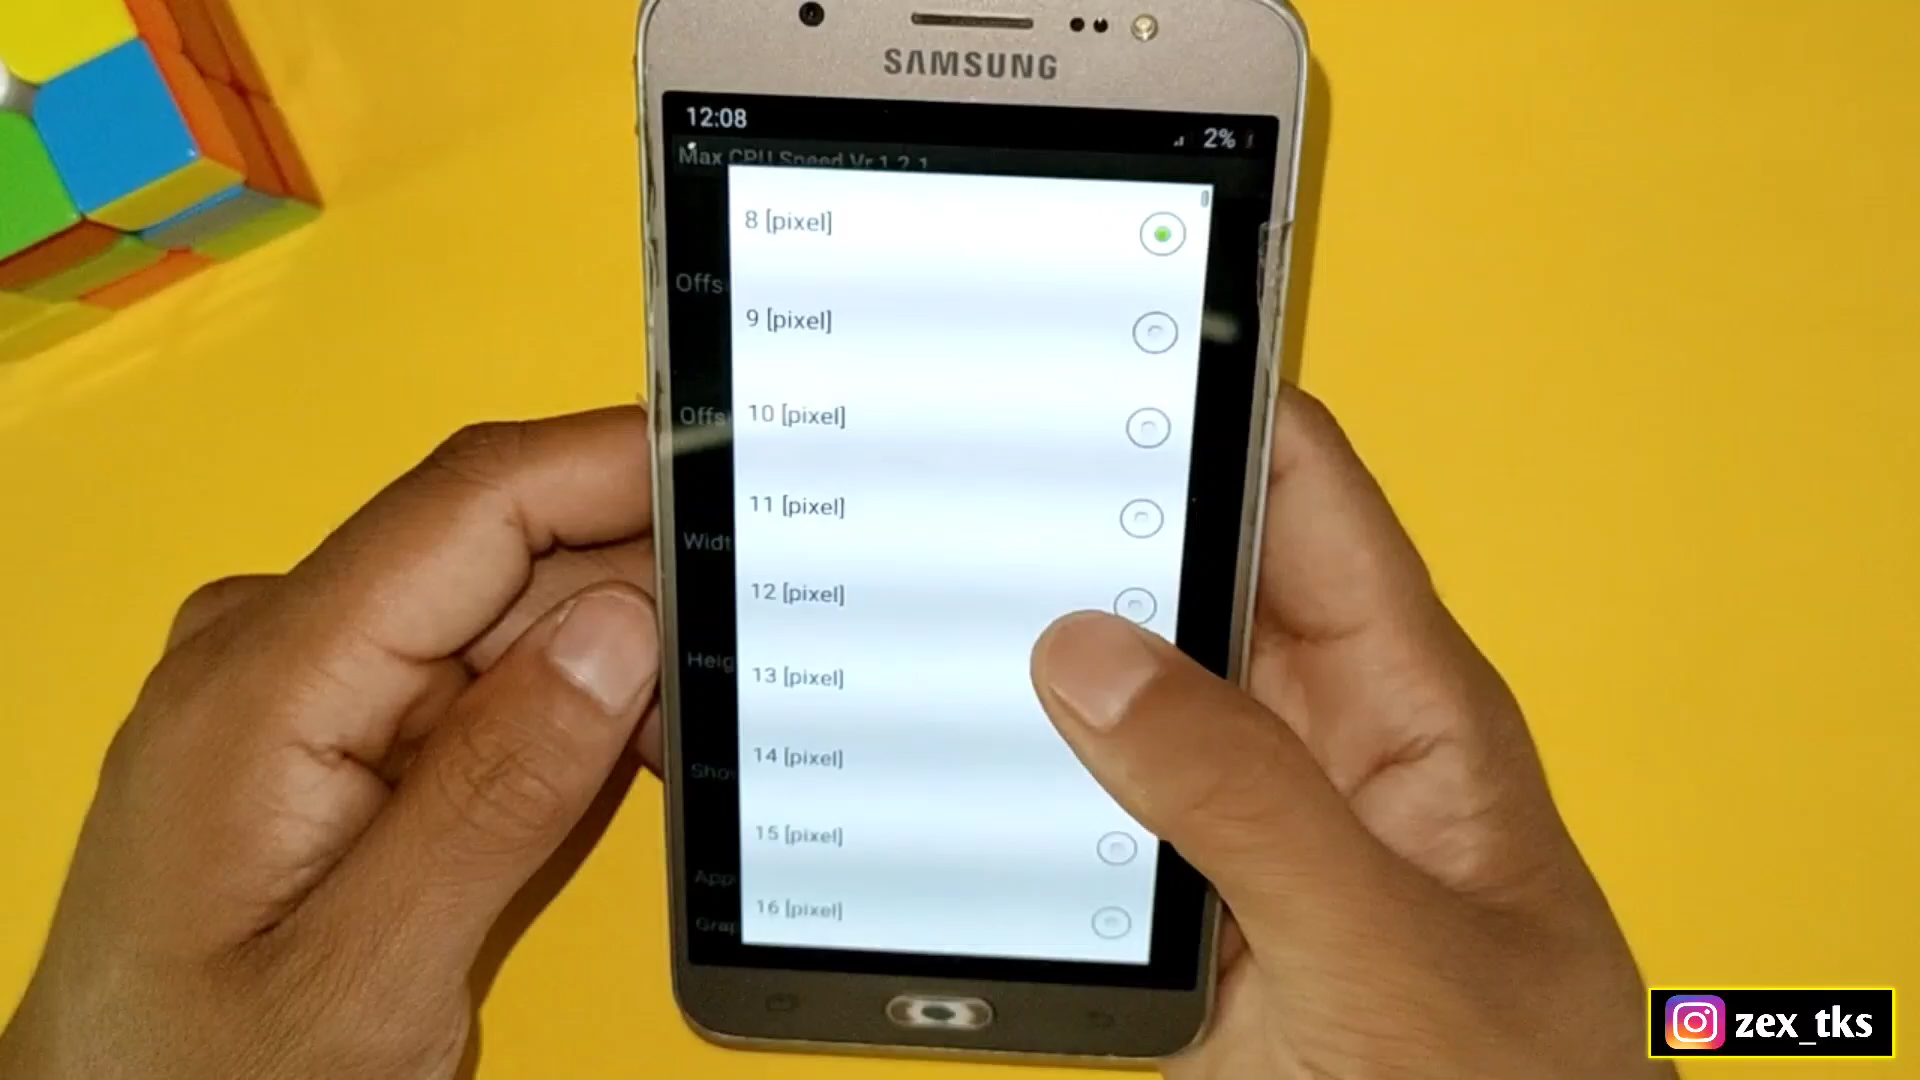 SAMSUNG
12:08
2%
Max CPU Speed Vr 1.2.1
8 [pixel]
Offs
9 [pixel]
10 [pixel]
Offs
11 [pixel]
Widt
12 [pixel]
Heig
13 [pixel]
14 [pixel]
Sho
15 [pixel]
App
16 [pixel]
Grap
zex_tks